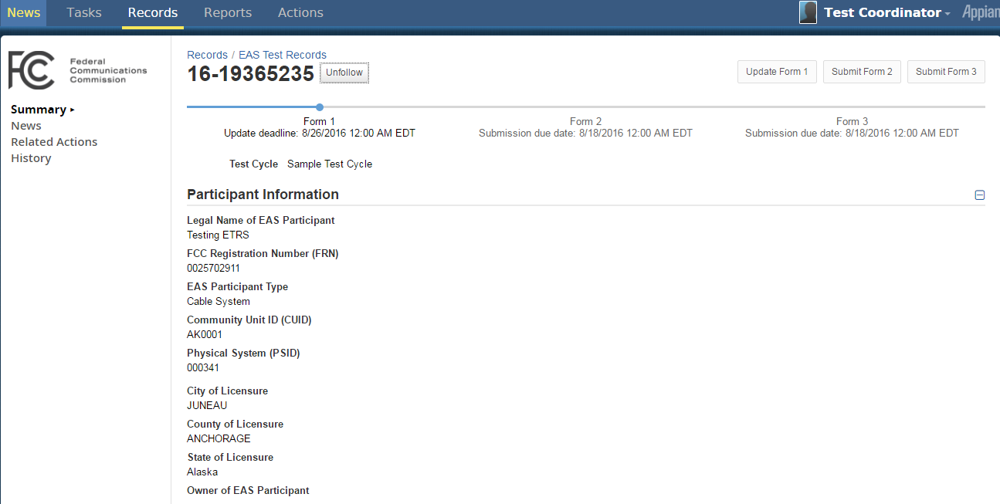 News Tasks Records Reports Actions Test Coordinator Appian
FCC Federal
Communications
Commission
Summary
News
Related Actions
History
Records / EAS Test Records
16-19365235 Unfollow Update Form 1 Submit Form 2 Submit Form 3
Form 1 Form 2 Form 3
Update deadline: 8/26/2016 12:00 AM EDT Submission due date: 8/18/2016 12:00 AM EDT Submission due date: 8/18/2016 12:00 AM EDT
Test Cycle Sample Test Cycle
Participant Information
Legal Name of EAS Participant
Testing ETRS
FCC Registration Number (FRN)
0025702911
EAS Participant Type
Cable System
Community Unit ID (CUID)
AK0001
Physical System (PSID)
000341
City of Licensure
JUNEAU
County of Licensure
ANCHORAGE
State of Licensure
Alaska
Owner of EAS Participant